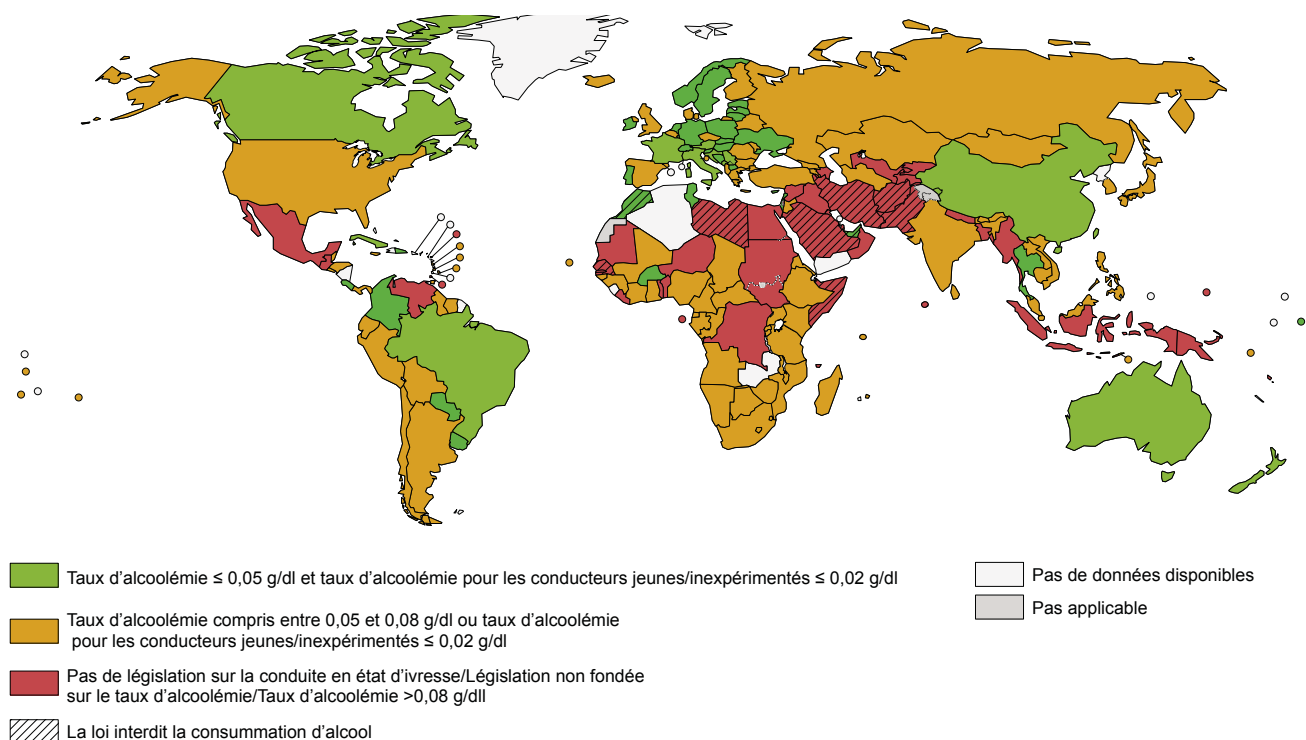 Taux d'alcoolémie ≤ 0,05 g/dl et taux d'alcoolémie pour les conducteurs jeunes/inexpérimentés ≤ 0,02 g/dl
Taux d'alcoolémie compris entre 0,05 et 0,08 g/dl ou taux d'alcoolémie
pour les conducteurs jeunes/inexpérimentés ≤ 0,02 g/dl
Pas de législation sur la conduite en état d'ivresse/Législation non fondée
sur le taux d'alcoolémie/Taux d'alcoolémie >0,08 g/dll
La loi interdit la consummation d'alcool
Pas de données disponibles
Pas applicable